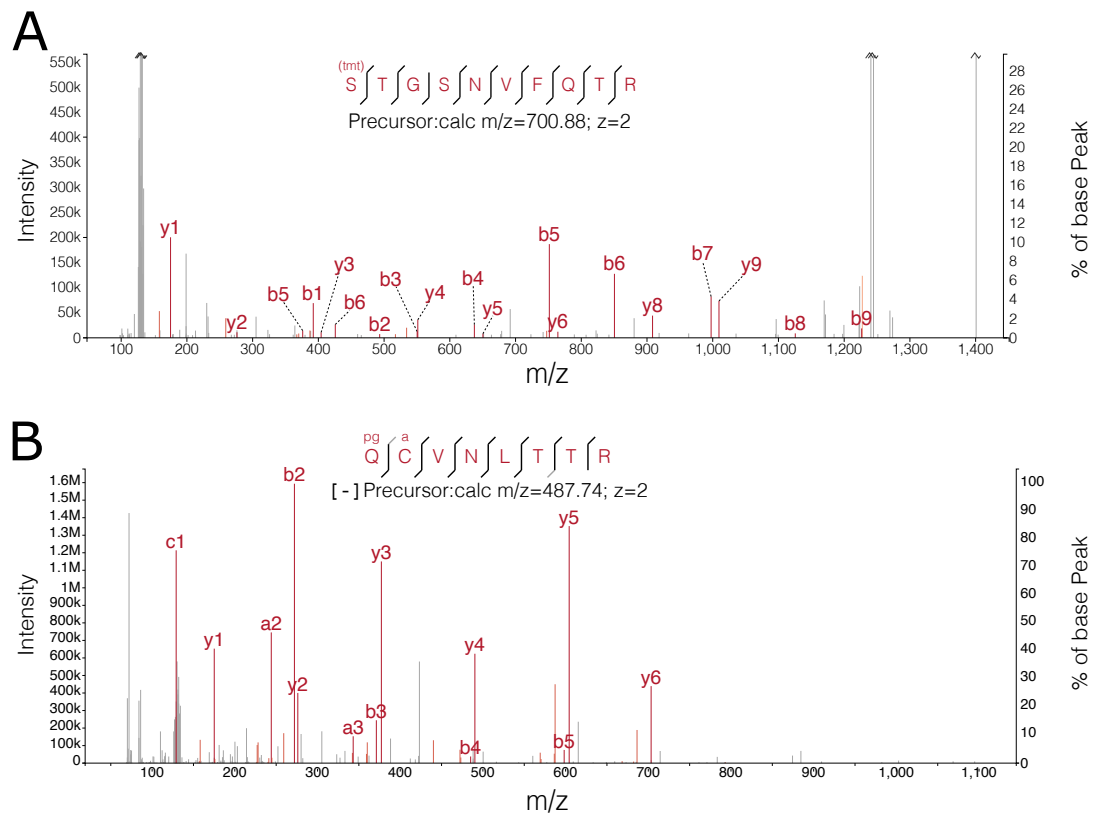 A
(tmt)
S T G S N V F Q T R
Precursor:calc m/z=700.88; z=2
Intensity
550k
500k
450k
400k
350k
300k
250k
200k
150k
100k
50k
0
% of base Peak
28
26
24
22
20
18
16
14
12
10
8
6
4
2
0
y1
y2
b5
b1
y3
b6
b2
b3
y4
b4
y5
b5
y6
b6
y8
b7
y9
b8
b9
100 200 300 400 500 600 700 800 900 1,000 1,100 1,200 1,300 1,400
m/z
B
pg a
Q C V N L T T R
[-] Precursor:calc m/z=487.74; z=2
Intensity
1.6M
1.5M
1.4M
1.3M
1.2M
1.1M
1M
900k
800k
700k
600k
500k
400k
300k
200k
100k
0
% of base Peak
100
90
80
70
60
50
40
30
20
10
0
c1
y1
a2
b2
y2
a3
b3
y3
b4
y4
b5
y5
y6
100 200 300 400 500 600 700 800 900 1,000 1,100
m/z